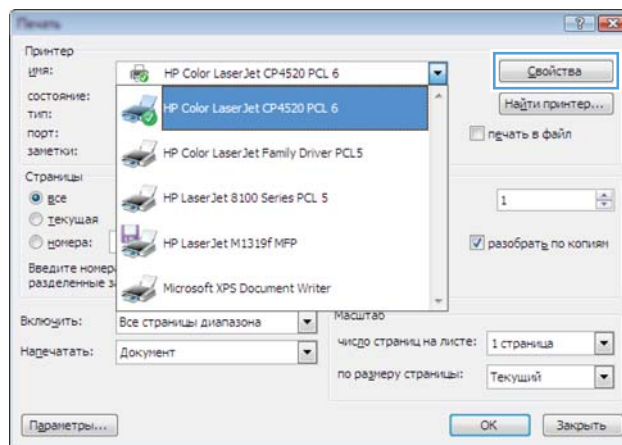 Печать
Принтер
имя:
HP Color LaserJet CP4520 PCL 6
Свойства
состояние:
HP Color LaserJet CP4520 PCL 6
Найти принтер...
тип:
порт:
HP Color LaserJet Family Driver PCL5
печать в файл
заметки:
Страницы
все
HP LaserJet 8100 Series PCL 5
1
текущая
номера:
HP LaserJet M1319f MFP
разобрать по копиям
Введите номер
разделенные з
Microsoft XPS Document Writer
Включить:
Все страницы диапазона
Масштаб
число страниц на листе:
1 страница
Напечатать:
Документ
по размеру страницы:
Текущий
Параметры...
OK
Закрыть